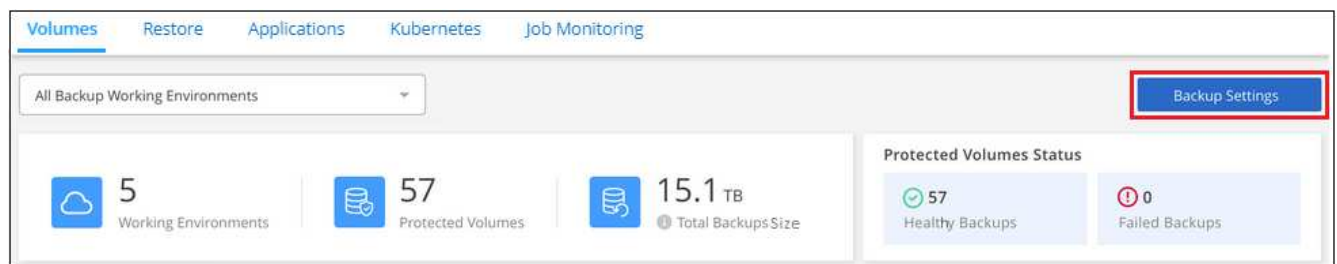 Volumes Restore Applications Kubernetes Job Monitoring
All Backup Working Environments
Backup Settings
5
Working Environments
57
Protected Volumes
15.1 TB
Total Backups Size
Protected Volumes Status
57
Healthy Backups
0
Failed Backups